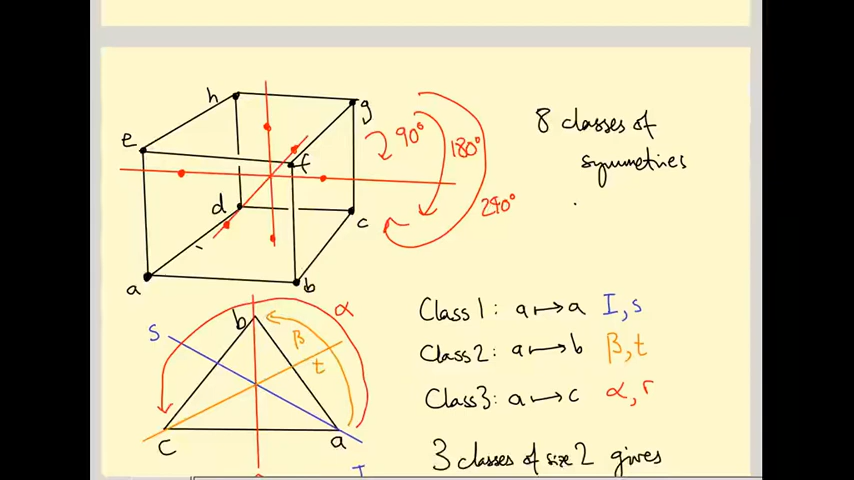 h
g
e
f
d
c
a
b
90°
180°
270°
8 classes of
symmetries
s
b
α
β
t
c
a
I
Class 1: a ↦ a I, s
Class 2: a ↦ b β, t
Class 3: a ↦ c α, r
3 classes of size 2 gives